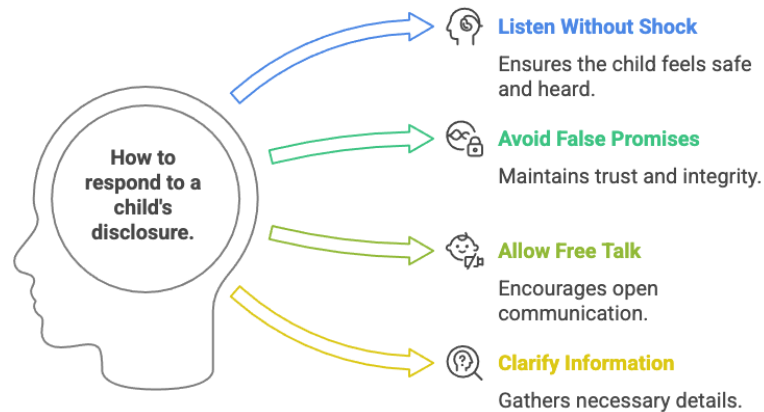 How to
respond to a
child's
disclosure.
Listen Without Shock
Ensures the child feels safe
and heard.
Avoid False Promises
Maintains trust and integrity.
Allow Free Talk
Encourages open
communication.
Clarify Information
Gathers necessary details.